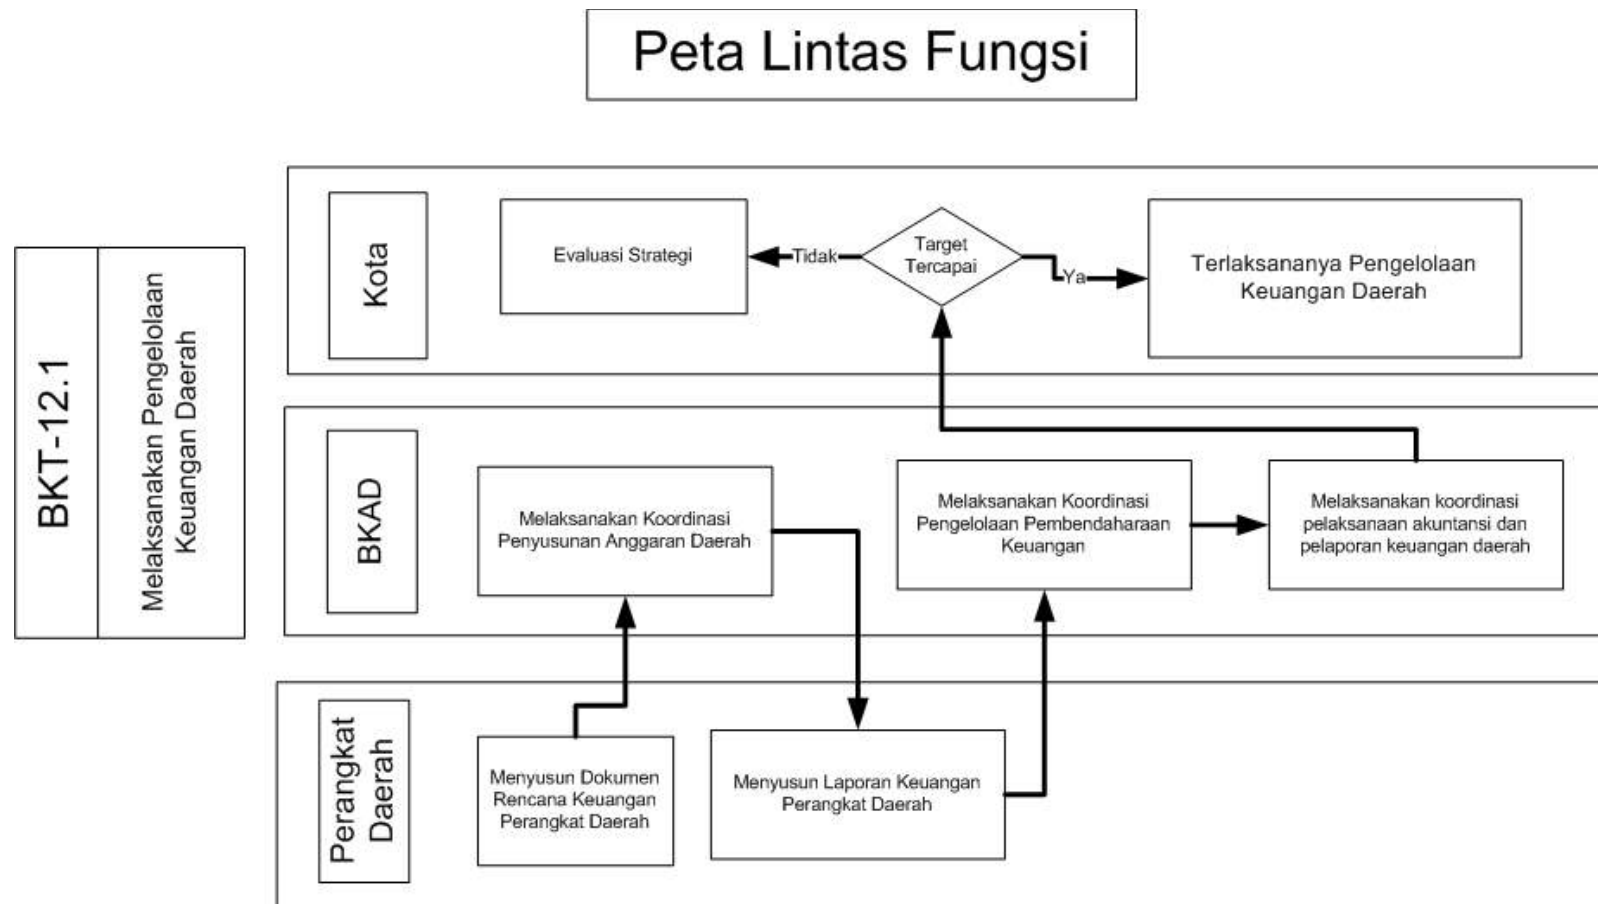 Peta Lintas Fungsi
BKT-12.1
Melaksanakan Pengelolaan
Keuangan Daerah
Kota
Evaluasi Strategi
Tidak
Target
Tercapai
Ya
Terlaksananya Pengelolaan
Keuangan Daerah
BKAD
Melaksanakan Koordinasi
Penyusunan Anggaran Daerah
Melaksanakan Koordinasi
Pengelolaan Pembendaharaan
Keuangan
Melaksanakan koordinasi
pelaksanaan akuntansi dan
pelaporan keuangan daerah
Perangkat
Daerah
Menyusun Dokumen
Rencana Keuangan
Perangkat Daerah
Menyusun Laporan Keuangan
Perangkat Daerah